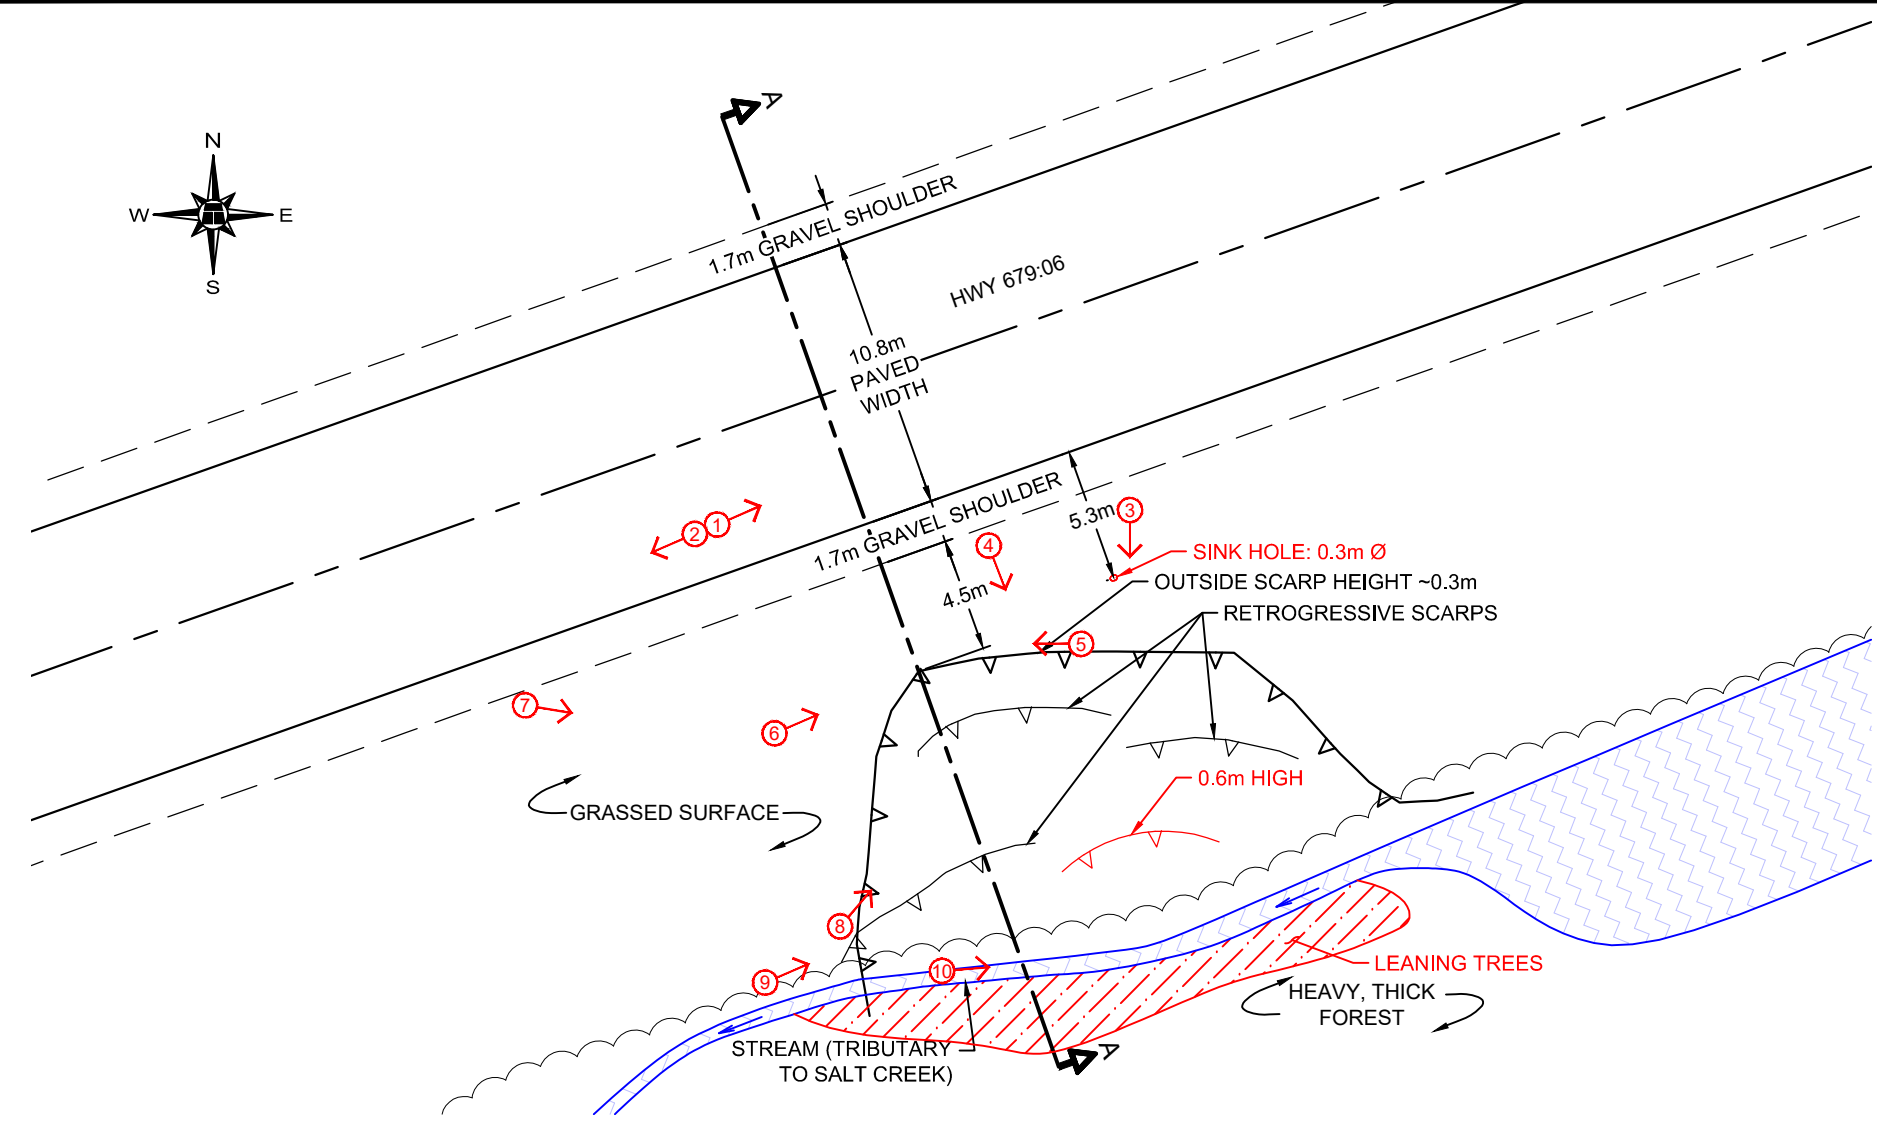 A
N
W
E
S
1.7m GRAVEL SHOULDER
HWY 679:06
10.8m
PAVED
WIDTH
1.7m GRAVEL SHOULDER
5.3m
3
2
1
4
SINK HOLE: 0.3m Ø
OUTSIDE SCARP HEIGHT ~0.3m
4.5m
RETROGRESSIVE SCARPS
5
7
6
0.6m HIGH
GRASSED SURFACE
8
LEANING TREES
10
9
HEAVY, THICK
FOREST
STREAM (TRIBUTARY
TO SALT CREEK)
A